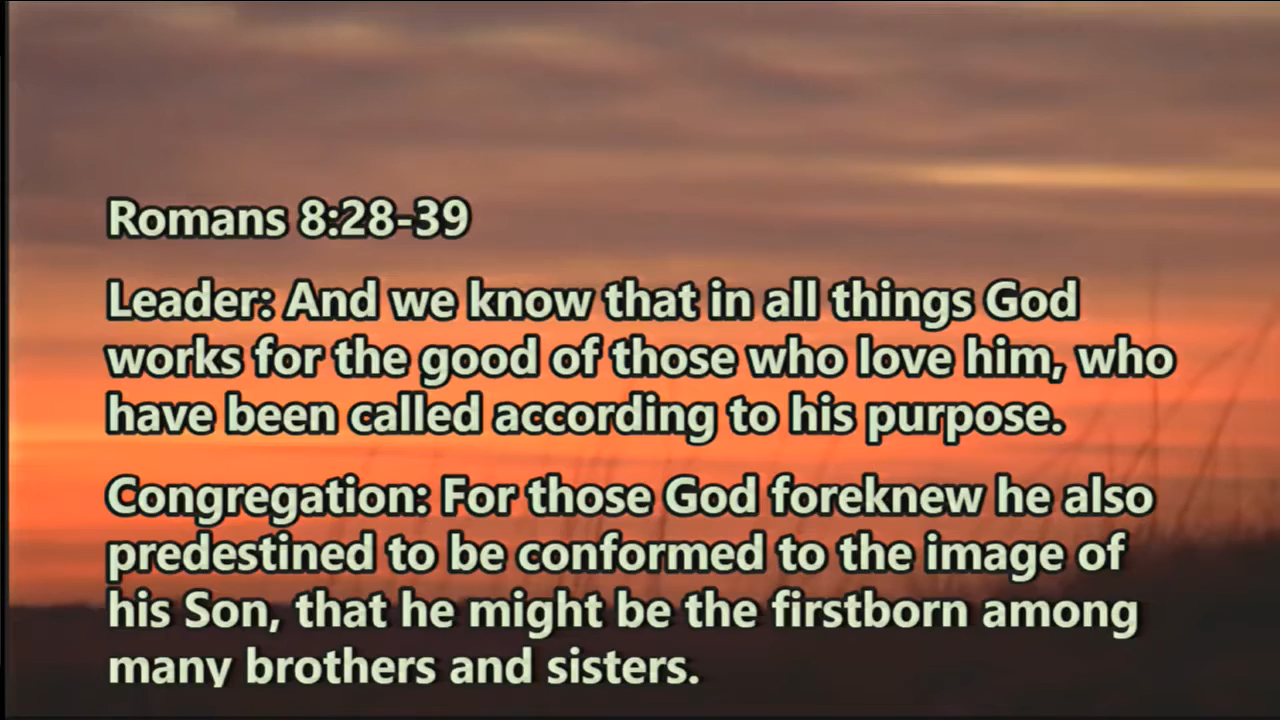 Romans 8:28-39
Leader: And we know that in all things God
works for the good of those who love him, who
have been called according to his purpose.
Congregation: For those God foreknew he also
predestined to be conformed to the image of
his Son, that he might be the firstborn among
many brothers and sisters.